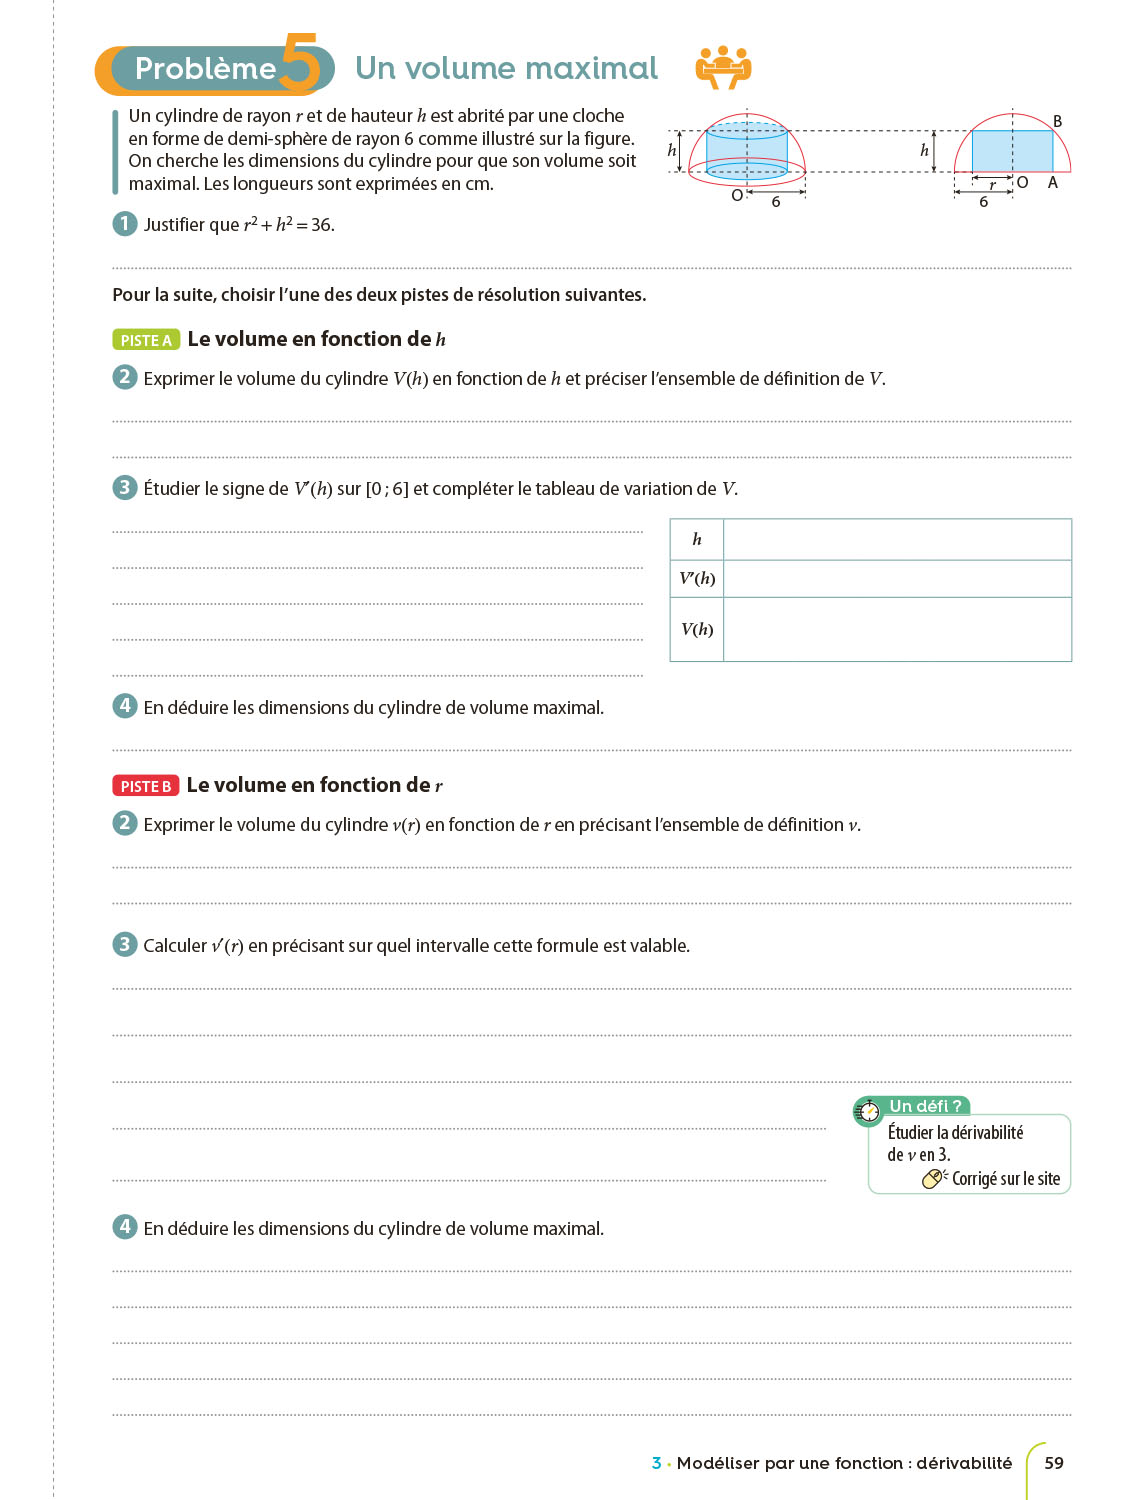 Problème 5 Un volume maximal
Un cylindre de rayon r et de hauteur h est abrité par une cloche
en forme de demi-sphère de rayon 6 comme illustré sur la figure.
On cherche les dimensions du cylindre pour que son volume soit
maximal. Les longueurs sont exprimées en cm.
h
O
6
h
B
r
O
A
6
1 Justifier que r² + h² = 36.
Pour la suite, choisir l’une des deux pistes de résolution suivantes.
PISTE A Le volume en fonction de h
2 Exprimer le volume du cylindre V(h) en fonction de h et préciser l’ensemble de définition de V.
3 Étudier le signe de V′(h) sur [0 ; 6] et compléter le tableau de variation de V.
h
V′(h)
V(h)
4 En déduire les dimensions du cylindre de volume maximal.
PISTE B Le volume en fonction de r
2 Exprimer le volume du cylindre v(r) en fonction de r en précisant l’ensemble de définition v.
3 Calculer v′(r) en précisant sur quel intervalle cette formule est valable.
Un défi ?
Étudier la dérivabilité
de v en 3.
Corrigé sur le site
4 En déduire les dimensions du cylindre de volume maximal.
3 • Modéliser par une fonction : dérivabilité 59